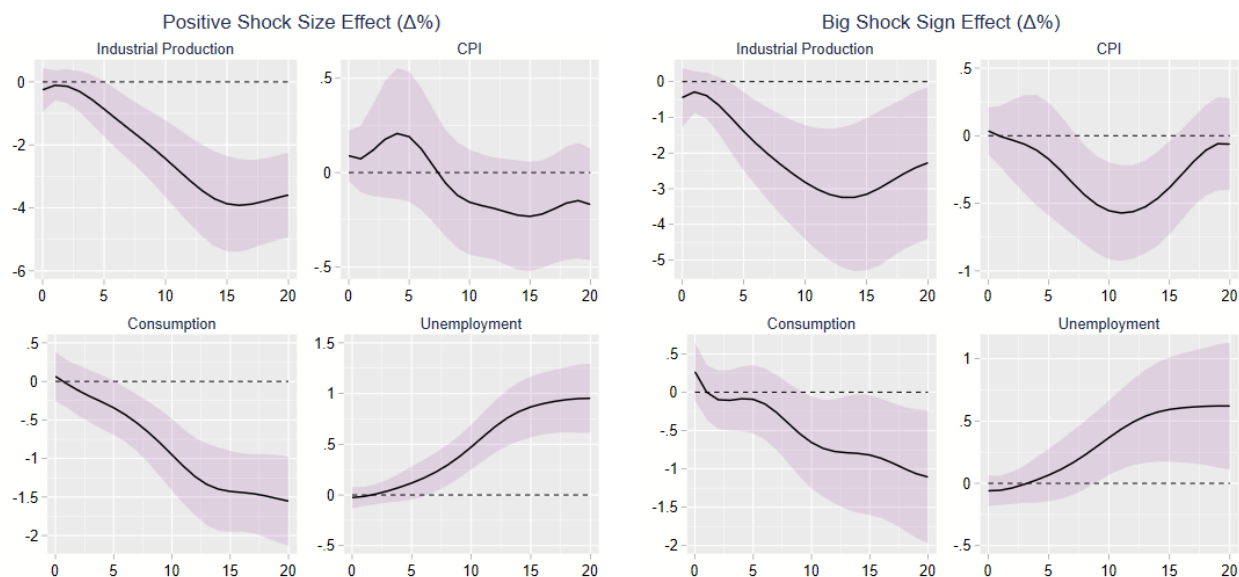 Positive Shock Size Effect (Δ%)
Industrial Production
0
-2
-4
-6
0 5 10 15 20
CPI
.5
0
-.5
0 5 10 15 20
Consumption
.5
0
-.5
-1
-1.5
-2
0 5 10 15 20
Unemployment
1.5
1
.5
0
-.5
0 5 10 15 20
Big Shock Sign Effect (Δ%)
Industrial Production
0
-1
-2
-3
-4
-5
0 5 10 15 20
CPI
.5
0
-.5
-1
0 5 10 15 20
Consumption
.5
0
-.5
-1
-1.5
-2
0 5 10 15 20
Unemployment
1
.5
0
-.5
0 5 10 15 20